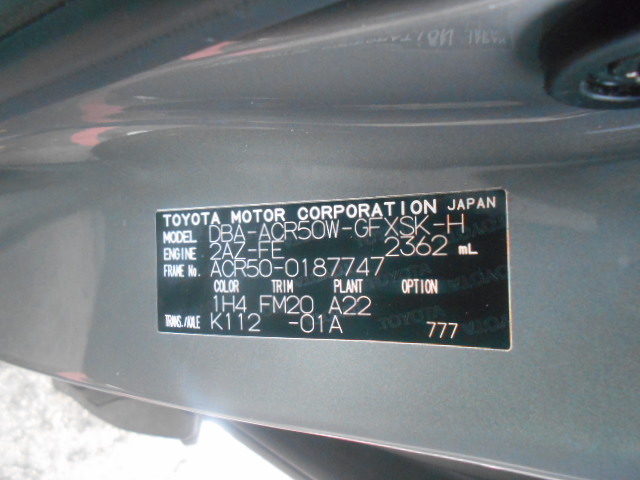 TOYOTA MOTOR CORPORATION JAPAN
MODEL DBA-ACR50W-GFXSK-H
ENGINE 2AZ-FE 2362 mL
FRAME No. ACR50-0187747
COLOR TRIM PLANT OPTION
1H4 FM20 A22
TRANS./AXLE K112 -01A 777